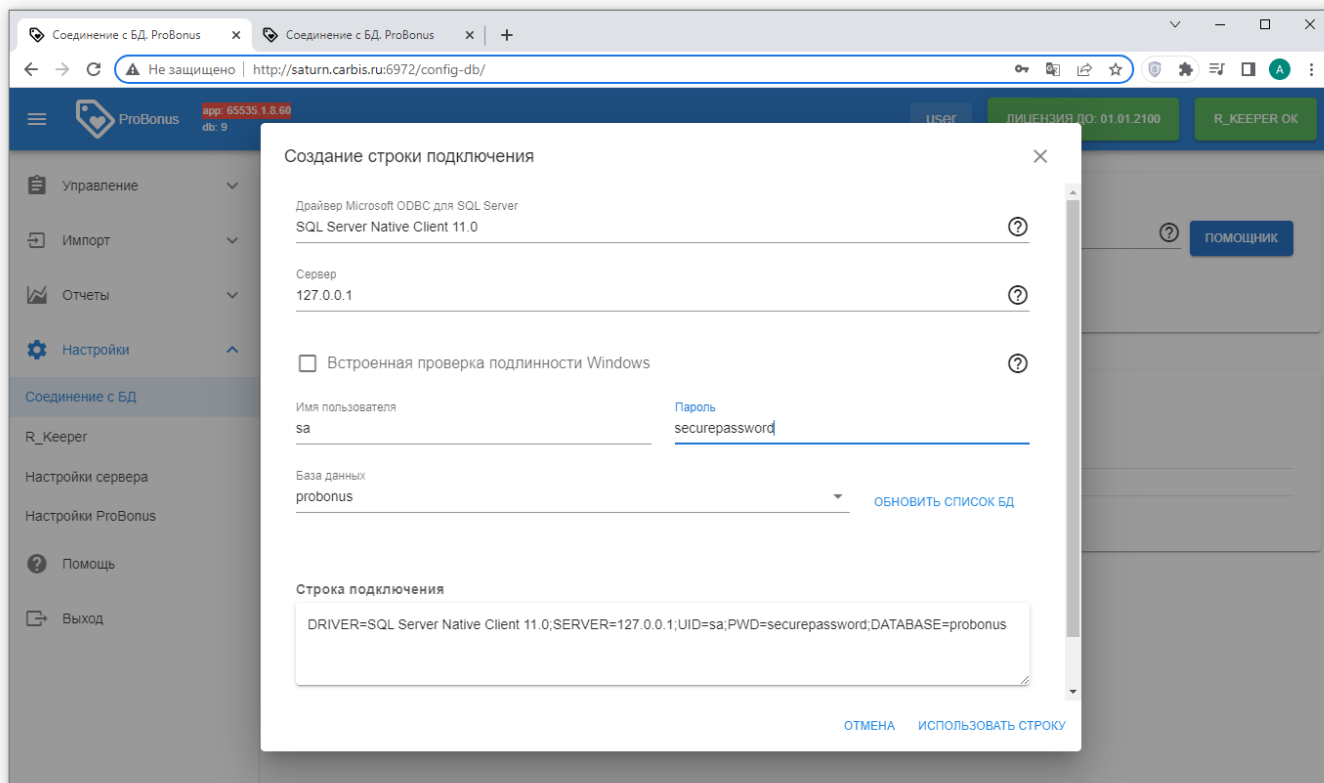 Соединение с БД. ProBonus
Соединение с БД. ProBonus
Не защищено
http://saturn.carbis.ru:6972/config-db/
A
ProBonus
app: 65535.1.8.60
db: 9
user
ЛИЦЕНЗИЯ ДО: 01.01.2100
R_KEEPER OK
Управление
Импорт
Отчеты
Настройки
Соединение с БД
R_Keeper
Настройки сервера
Настройки ProBonus
Помощь
Выход
ПОМОЩНИК
Создание строки подключения
Драйвер Microsoft ODBC для SQL Server
SQL Server Native Client 11.0
Сервер
127.0.0.1
Встроенная проверка подлинности Windows
Имя пользователя
sa
Пароль
securepassword
База данных
probonus
ОБНОВИТЬ СПИСОК БД
Строка подключения
DRIVER=SQL Server Native Client 11.0;SERVER=127.0.0.1;UID=sa;PWD=securepassword;DATABASE=probonus
ОТМЕНА
ИСПОЛЬЗОВАТЬ СТРОКУ